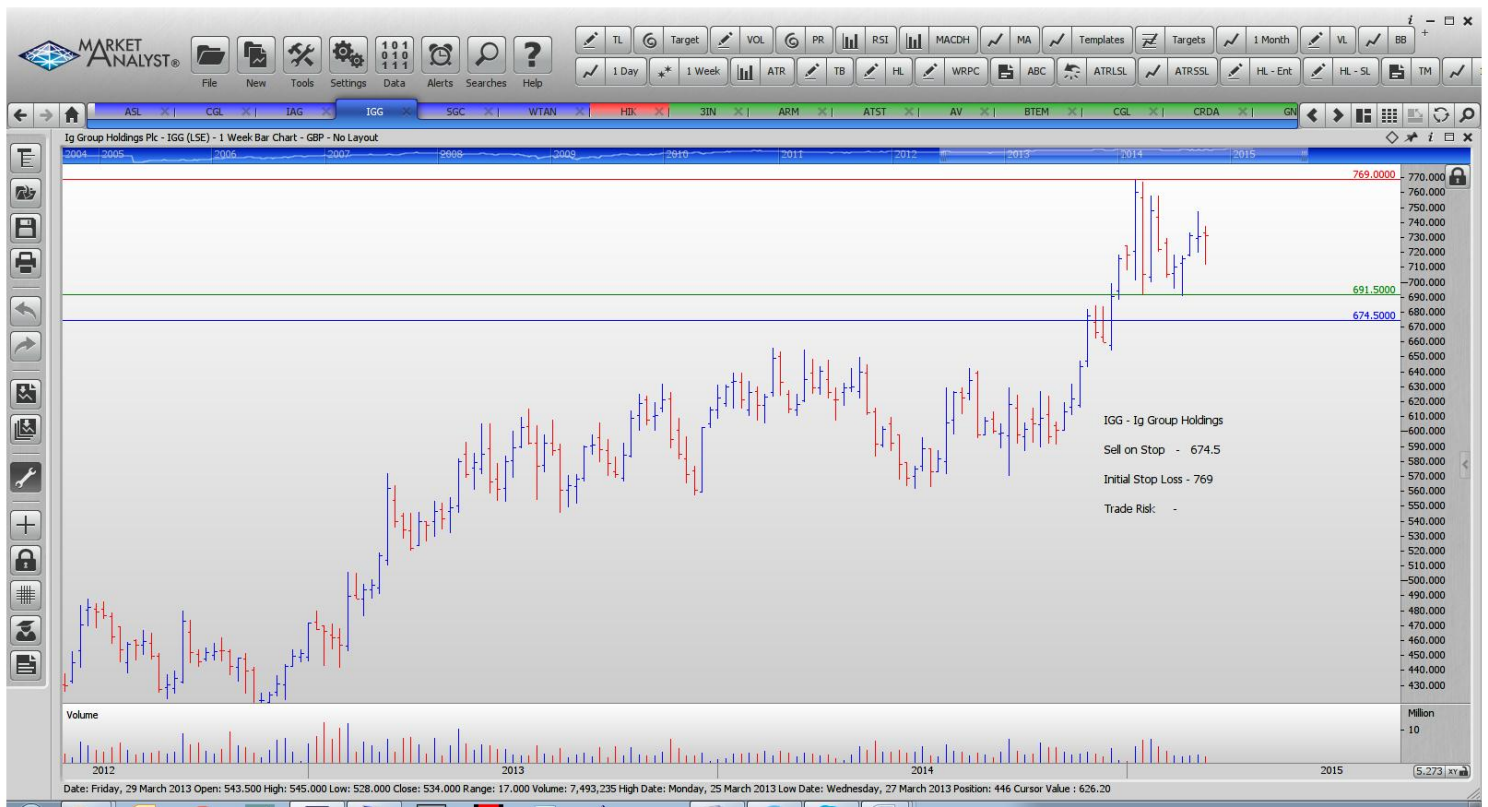 i
MARKET ANALYST®
File New Tools Settings Data Alerts Searches Help
TL Target VOL PR RSI MACDH MA Templates Targets 1 Month VL BB +
1 Day 1 Week ATR TB HL WRPC ABC ATRLSL ATRSSL HL - Ent HL - SL TM
ASL CGL IAG IGG SGC WTAN HIK 3IN ARM ATST AV BTEM CGL CRDA GN
Ig Group Holdings Plc - IGG (LSE) - 1 Week Bar Chart - GBP - No Layout
2004 2005 2006 2007 2008 2009 2010 2011 2012 2013 2014 2015
769.0000
770.000
760.000
750.000
740.000
730.000
720.000
710.000
700.000
691.5000
690.000
680.000
674.5000
670.000
660.000
650.000
640.000
630.000
620.000
610.000
600.000
590.000
580.000
570.000
560.000
550.000
540.000
530.000
520.000
510.000
500.000
490.000
480.000
470.000
460.000
450.000
440.000
430.000
IGG - Ig Group Holdings
Sell on Stop - 674.5
Initial Stop Loss - 769
Trade Risk -
Volume
Million
10
2012 2013 2014 2015
5.273 XY
Date: Friday, 29 March 2013 Open: 543.500 High: 545.000 Low: 528.000 Close: 534.000 Range: 17.000 Volume: 7,493,235 High Date: Monday, 25 March 2013 Low Date: Wednesday, 27 March 2013 Position: 446 Cursor Value : 626.20